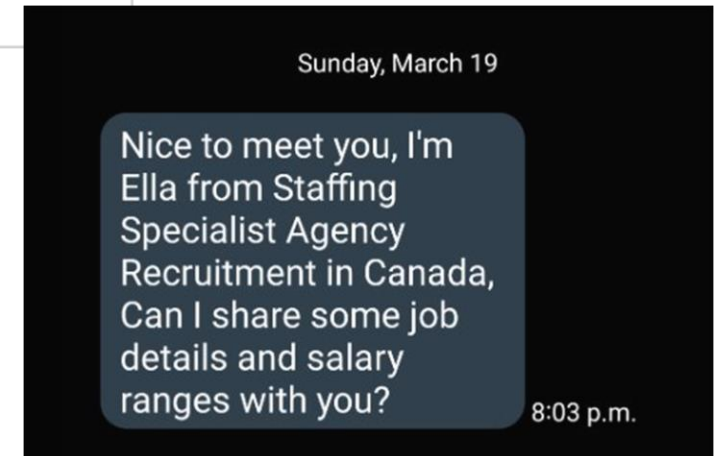 Sunday, March 19
Nice to meet you, I'm
Ella from Staffing
Specialist Agency
Recruitment in Canada,
Can I share some job
details and salary
ranges with you?
8:03 p.m.